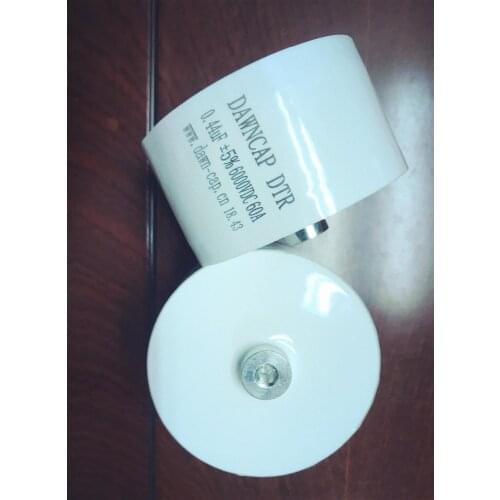 DAWNCAP DTR
0.44uF ±5% 6000VDC 60A
www.dawn-cap.cn 18.43